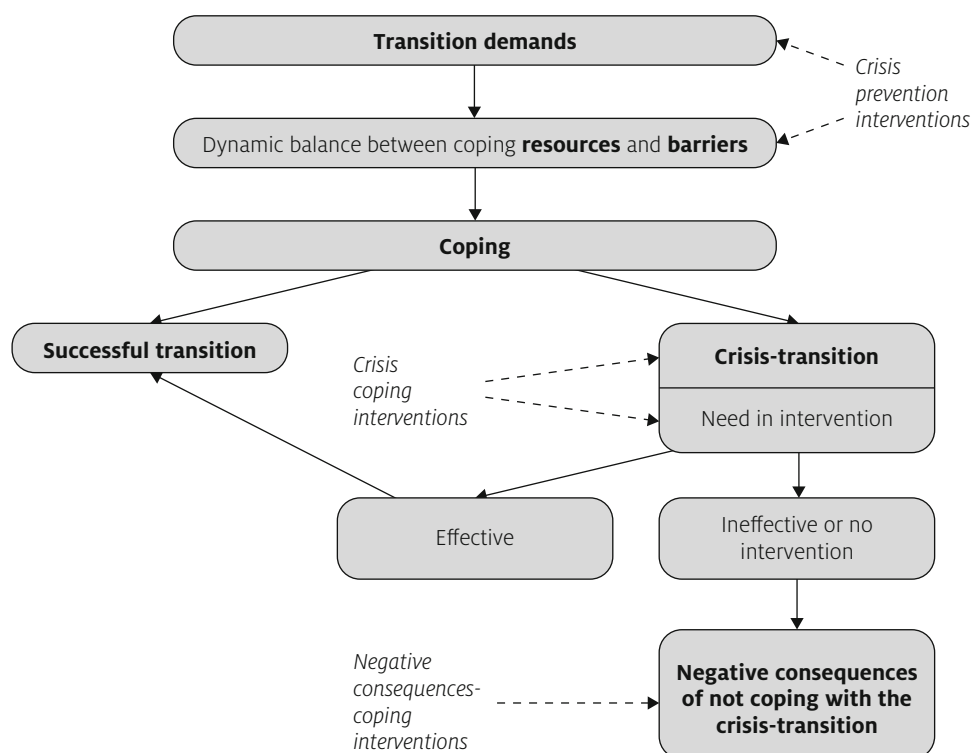 Transition demands
Crisis
prevention
interventions
Dynamic balance between coping resources and barriers
Coping
Successful transition
Crisis
coping
interventions
Crisis-transition
Need in intervention
Effective
Ineffective or no
intervention
Negative
consequences-
coping
interventions
Negative consequences
of not coping with the
crisis-transition